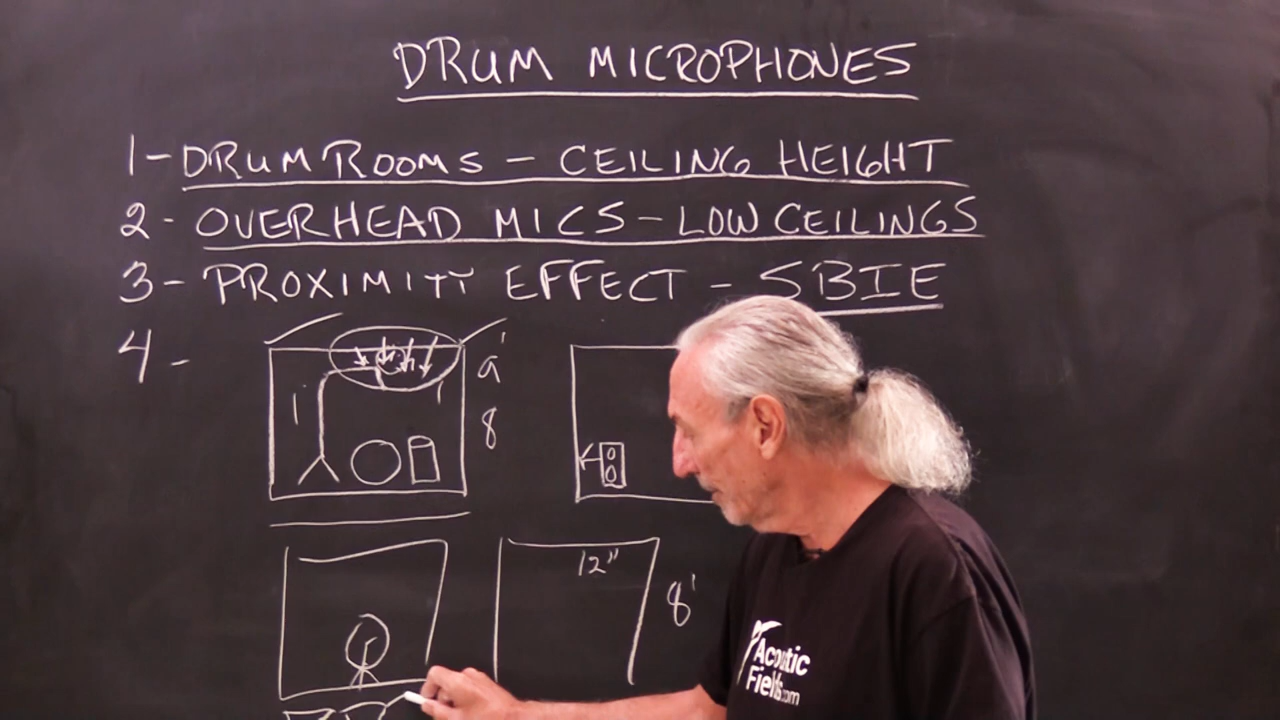 DRUM MICROPHONES
1- DRUM ROOMS - CEILING HEIGHT
2- OVERHEAD MICS - LOW CEILINGS
3- PROXIMITY EFFECT - SBIE
4-
8
12"
8'
Acoustic
Fields.com